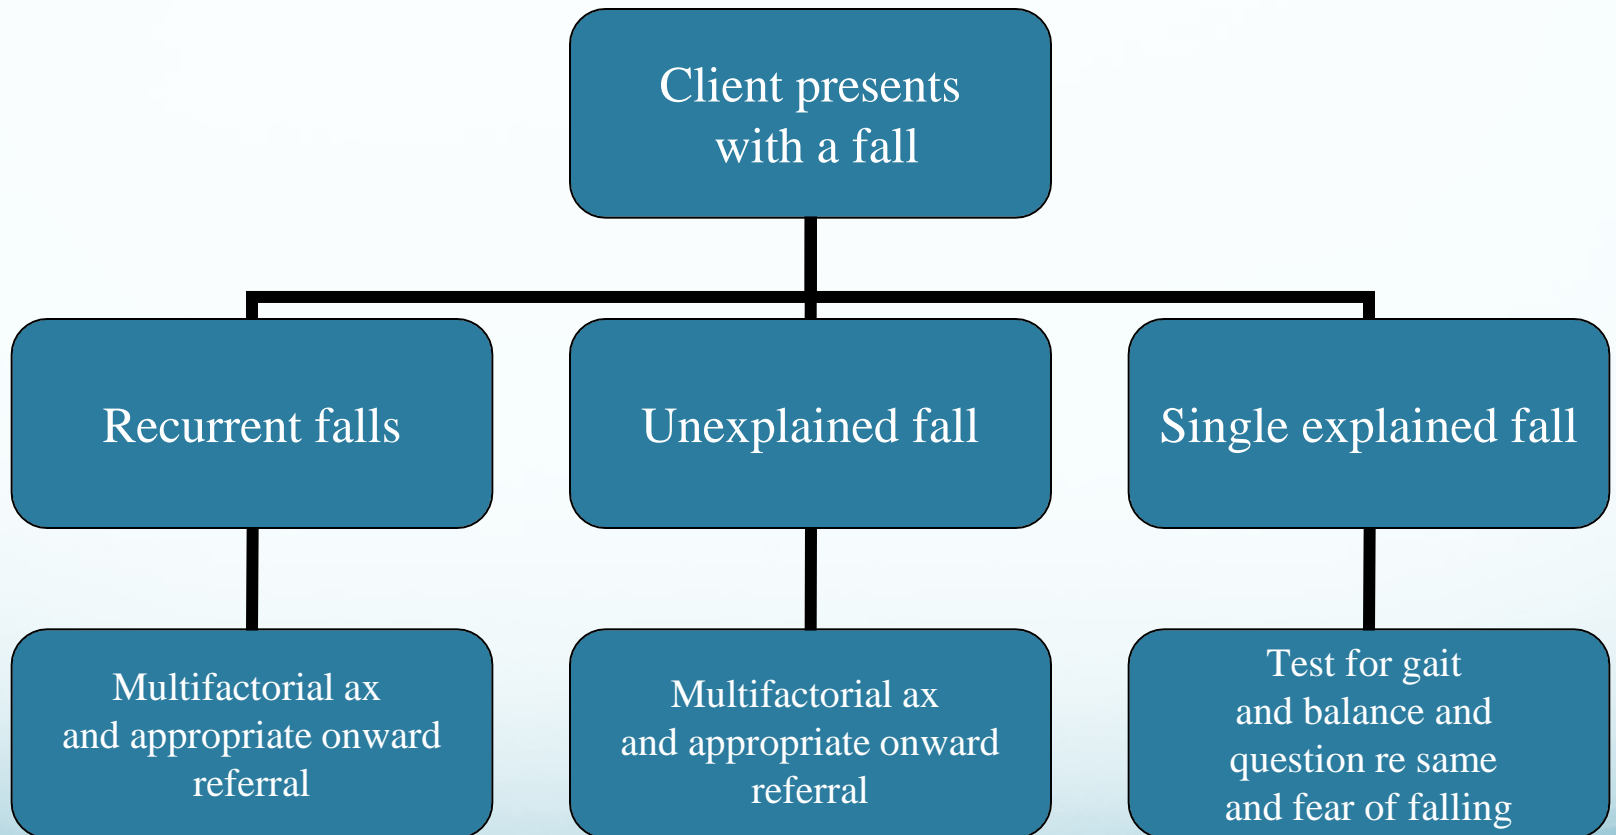 Client presents
with a fall
Recurrent falls
Unexplained fall
Single explained fall
Multifactorial ax
and appropriate onward
referral
Multifactorial ax
and appropriate onward
referral
Test for gait
and balance and
question re same
and fear of falling